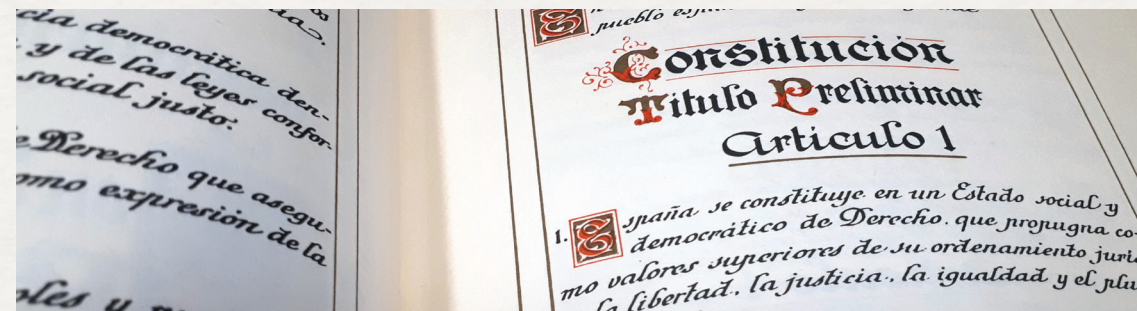 cia democrática den-
y de las leyes confor-
social justo.
Derecho que asegu-
omo expresión de la
y
pueblo
Constitución
Título Preliminar
Artículo 1
1. España se constituye en un Estado social y
democrático de Derecho, que propugna co-
mo valores superiores de su ordenamiento jurí
la libertad, la justicia, la igualdad y el plu